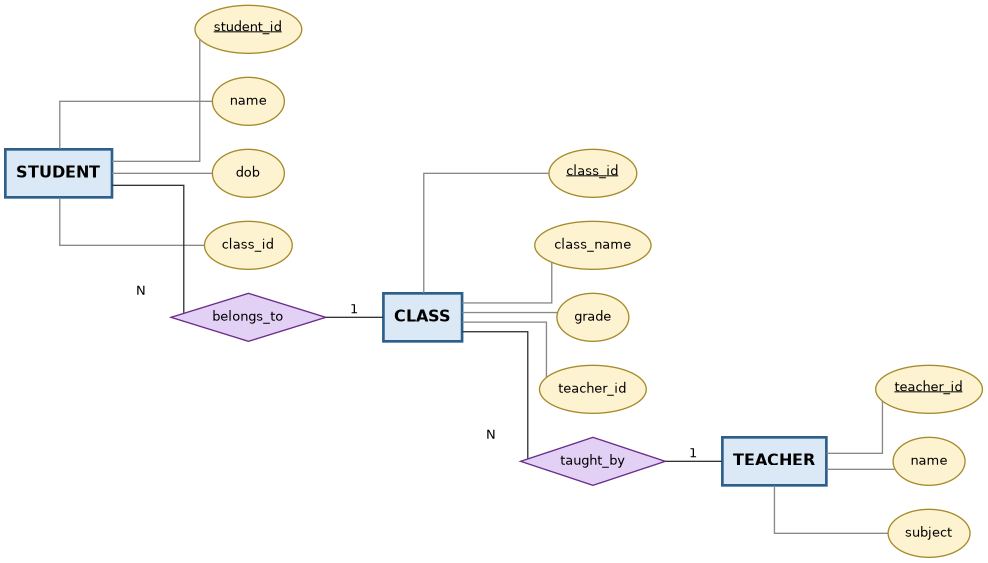 student_id
name
STUDENT
dob
class_id
class_id
class_name
N
belongs_to
1
CLASS
grade
teacher_id
teacher_id
N
taught_by
1
TEACHER
name
subject